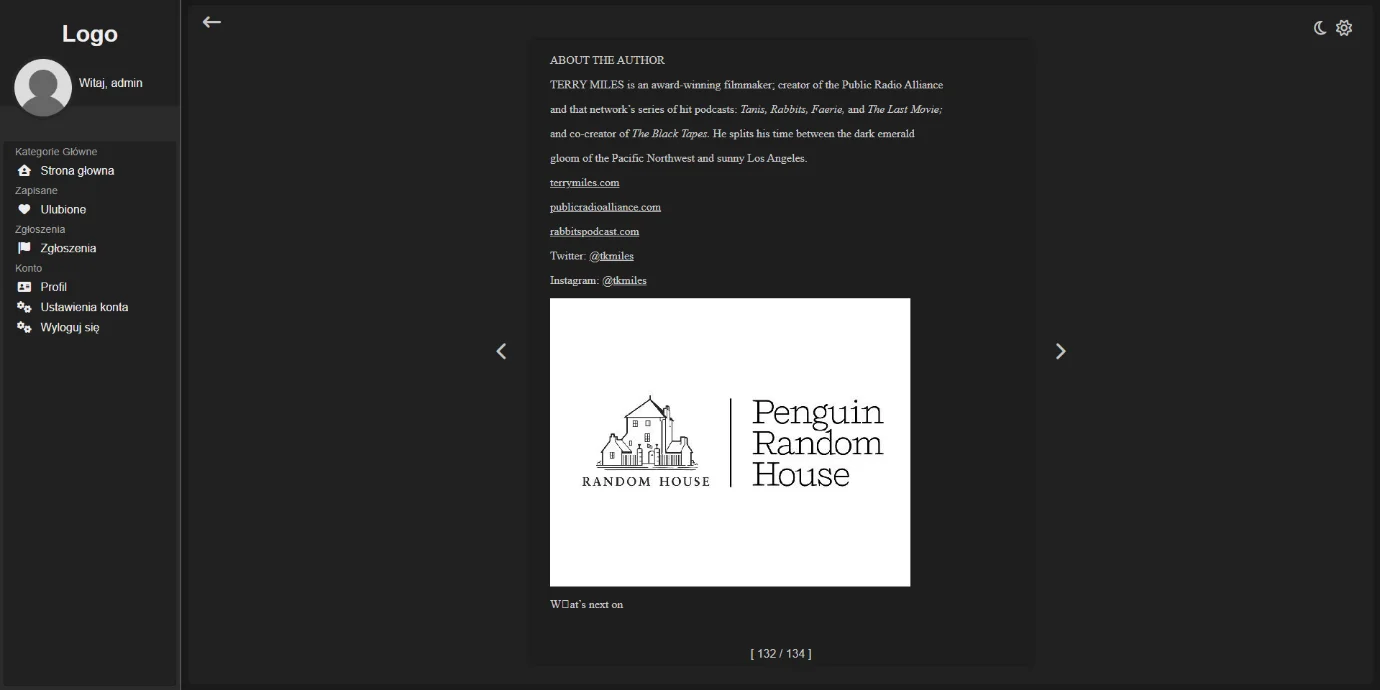 Logo
Witaj, admin
Kategorie Główne
Strona głowna
Zapisane
Ulubione
Zgłoszenia
Zgłoszenia
Konto
Profil
Ustawienia konta
Wyloguj się
ABOUT THE AUTHOR
TERRY MILES is an award-winning filmmaker; creator of the Public Radio Alliance
and that network’s series of hit podcasts: Tanis, Rabbits, Faerie, and The Last Movie;
and co-creator of The Black Tapes. He splits his time between the dark emerald
gloom of the Pacific Northwest and sunny Los Angeles.
terrymiles.com
publicradioalliance.com
rabbitspodcast.com
Twitter: @tkmiles
Instagram: @tkmiles
RANDOM HOUSE
Penguin
Random
House
W□at’s next on
[ 132 / 134 ]